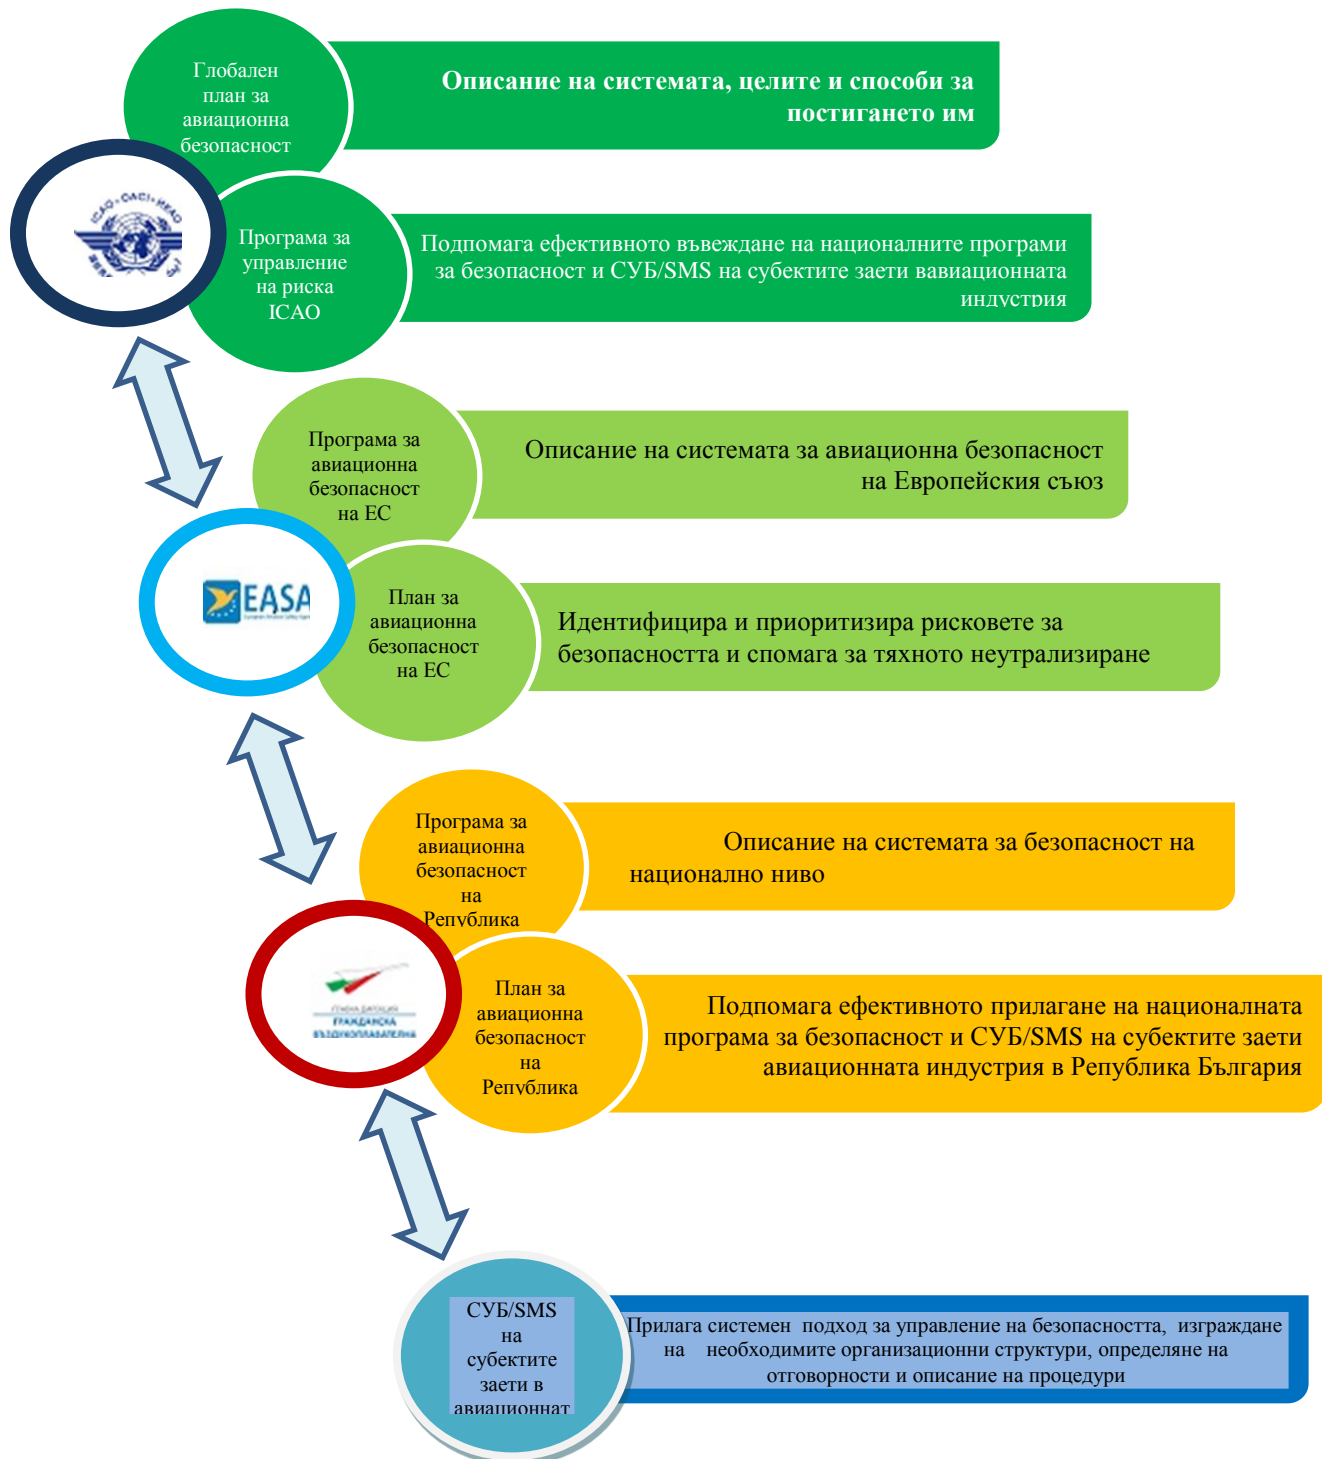 Глобален
план за
авиационна
безопасност
Описание на системата, целите и способи за
постигането им
ICAO · OACI · ИКАО
Програма за
управление
на риска
ICAO
Подпомага ефективното въвеждане на националните програми
за безопасност и СУБ/SMS на субектите заети вавиационната
индустрия
Програма за
авиационна
безопасност
на ЕС
Описание на системата за авиационна безопасност
на Европейския съюз
EASA
План за
авиационна
безопасност
на ЕС
Идентифицира и приоритизира рисковете за
безопасността и спомага за тяхното неутрализиране
Програма за
авиационна
безопасност
на
Република
Описание на системата за безопасност на
национално ниво
ГРАЖДАНСКА
ВЪЗДУХОПЛАВАТЕЛНА
План за
авиационна
безопасност
на
Република
Подпомага ефективното прилагане на националната
програма за безопасност и СУБ/SMS на субектите заети
авиационната индустрия в Република България
СУБ/SMS
на
субектите
заети в
авиационнат
Прилага системен подход за управление на безопасността, изграждане
на необходимите организационни структури, определяне на
отговорности и описание на процедури